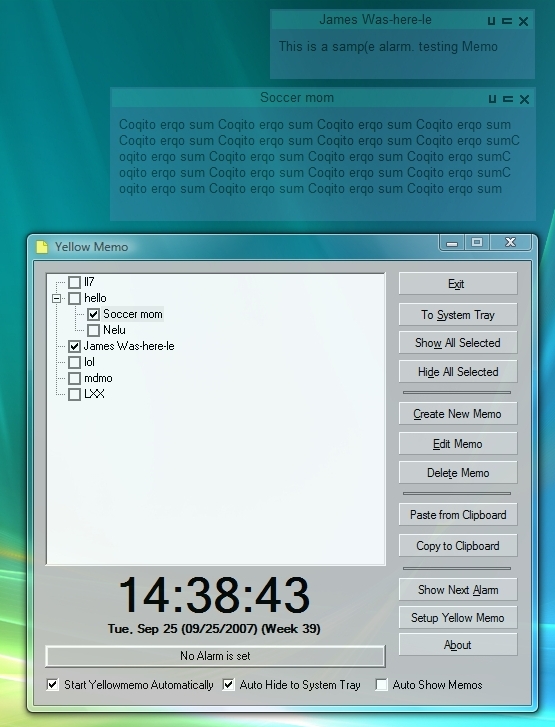 James Was-here-le
This is a samp(e alarm. testing Memo
Soccer mom
Coqito erqo sum Coqito erqo sum Coqito erqo sum Coqito erqo sum
Coqito erqo sum Coqito erqo sum Coqito erqo sum Coqito erqo sumC
oqito erqo sum Coqito erqo sum Coqito erqo sum Coqito erqo sumC
oqito erqo sum Coqito erqo sum Coqito erqo sum Coqito erqo sumC
oqito erqo sum Coqito erqo sum Coqito erqo sum Coqito erqo sum
Yellow Memo
ll7
hello
Soccer mom
Nelu
James Was-here-le
lol
mdmo
LXX
Exit
To System Tray
Show All Selected
Hide All Selected
Create New Memo
Edit Memo
Delete Memo
Paste from Clipboard
Copy to Clipboard
Show Next Alarm
Setup Yellow Memo
About
14:38:43
Tue, Sep 25 (09/25/2007) (Week 39)
No Alarm is set
Start Yellowmemo Automatically
Auto Hide to System Tray
Auto Show Memos